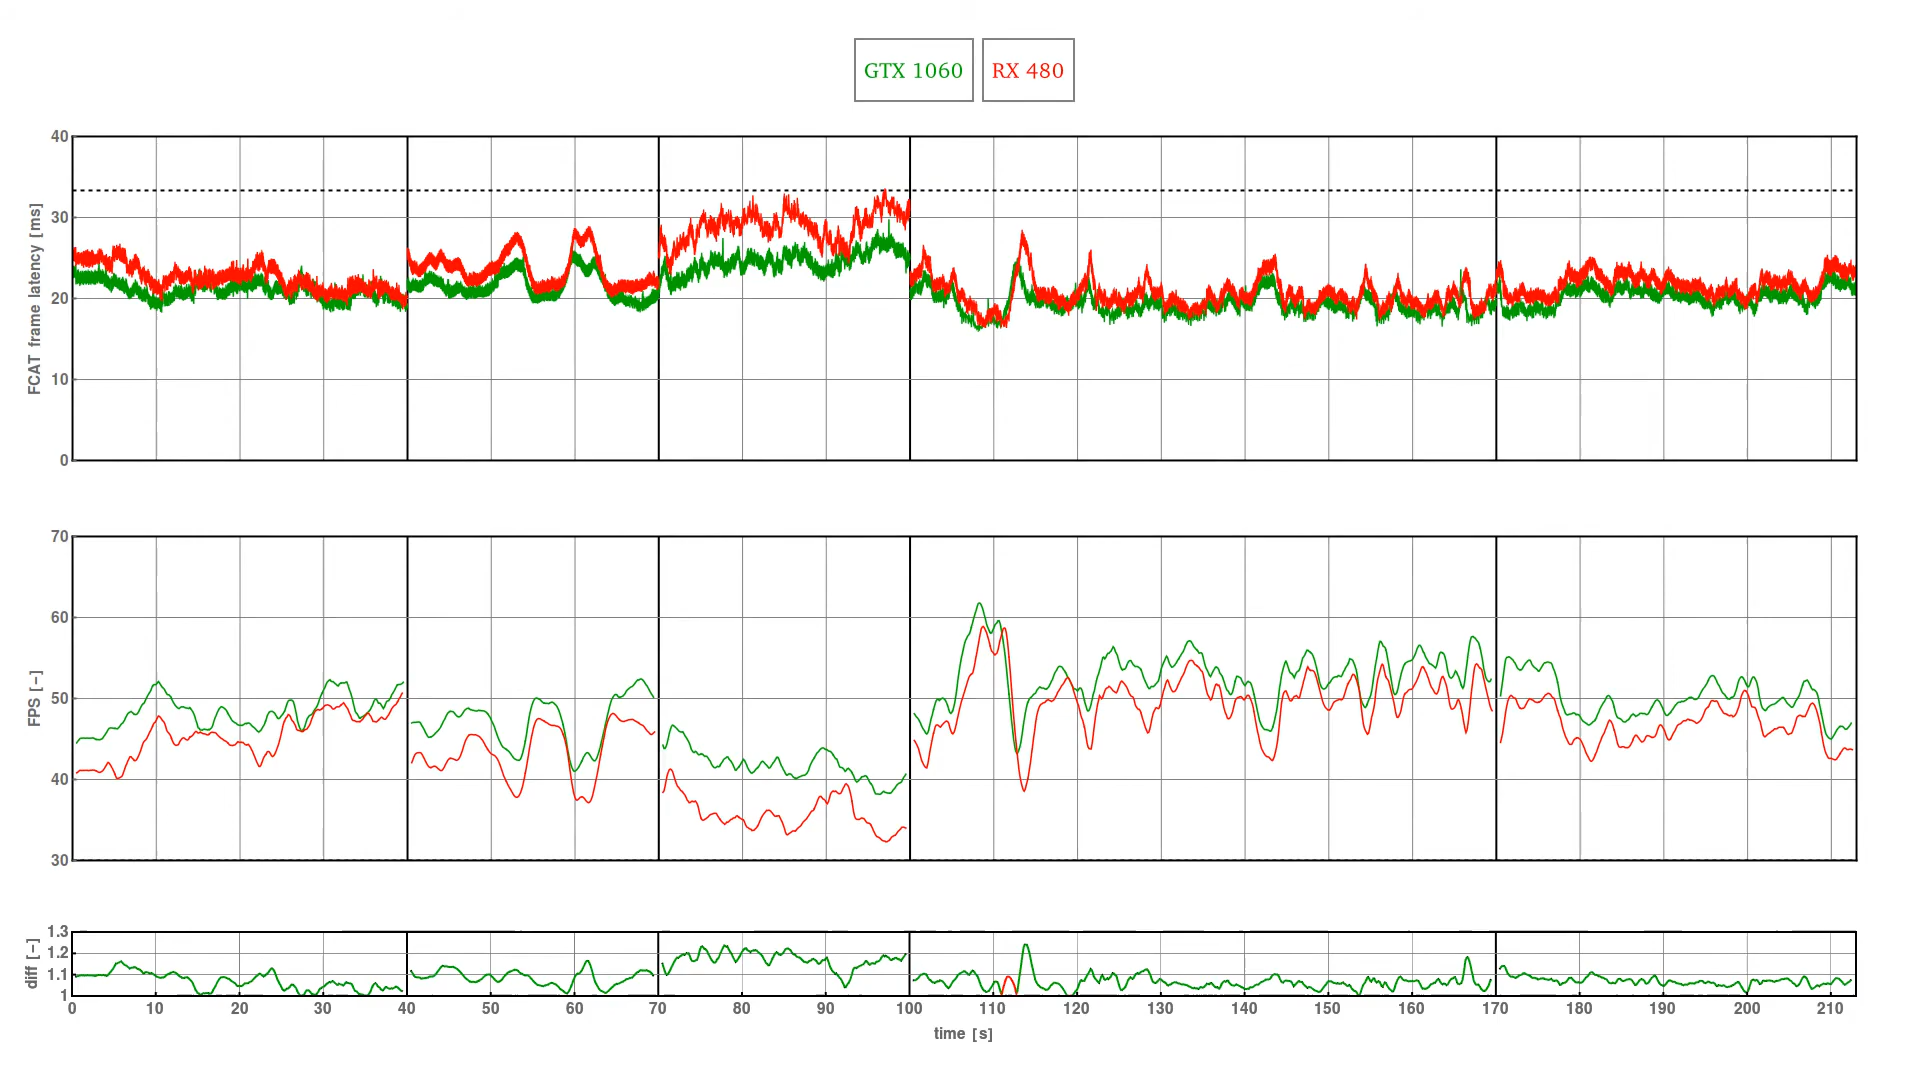 GTX 1060 RX 480
FCAT frame latency [ms]
40
30
20
10
0
FPS [−]
70
60
50
40
30
diff [−]
1.3
1.2
1.1
1
0 10 20 30 40 50 60 70 80 90 100 110 120 130 140 150 160 170 180 190 200 210
time [s]